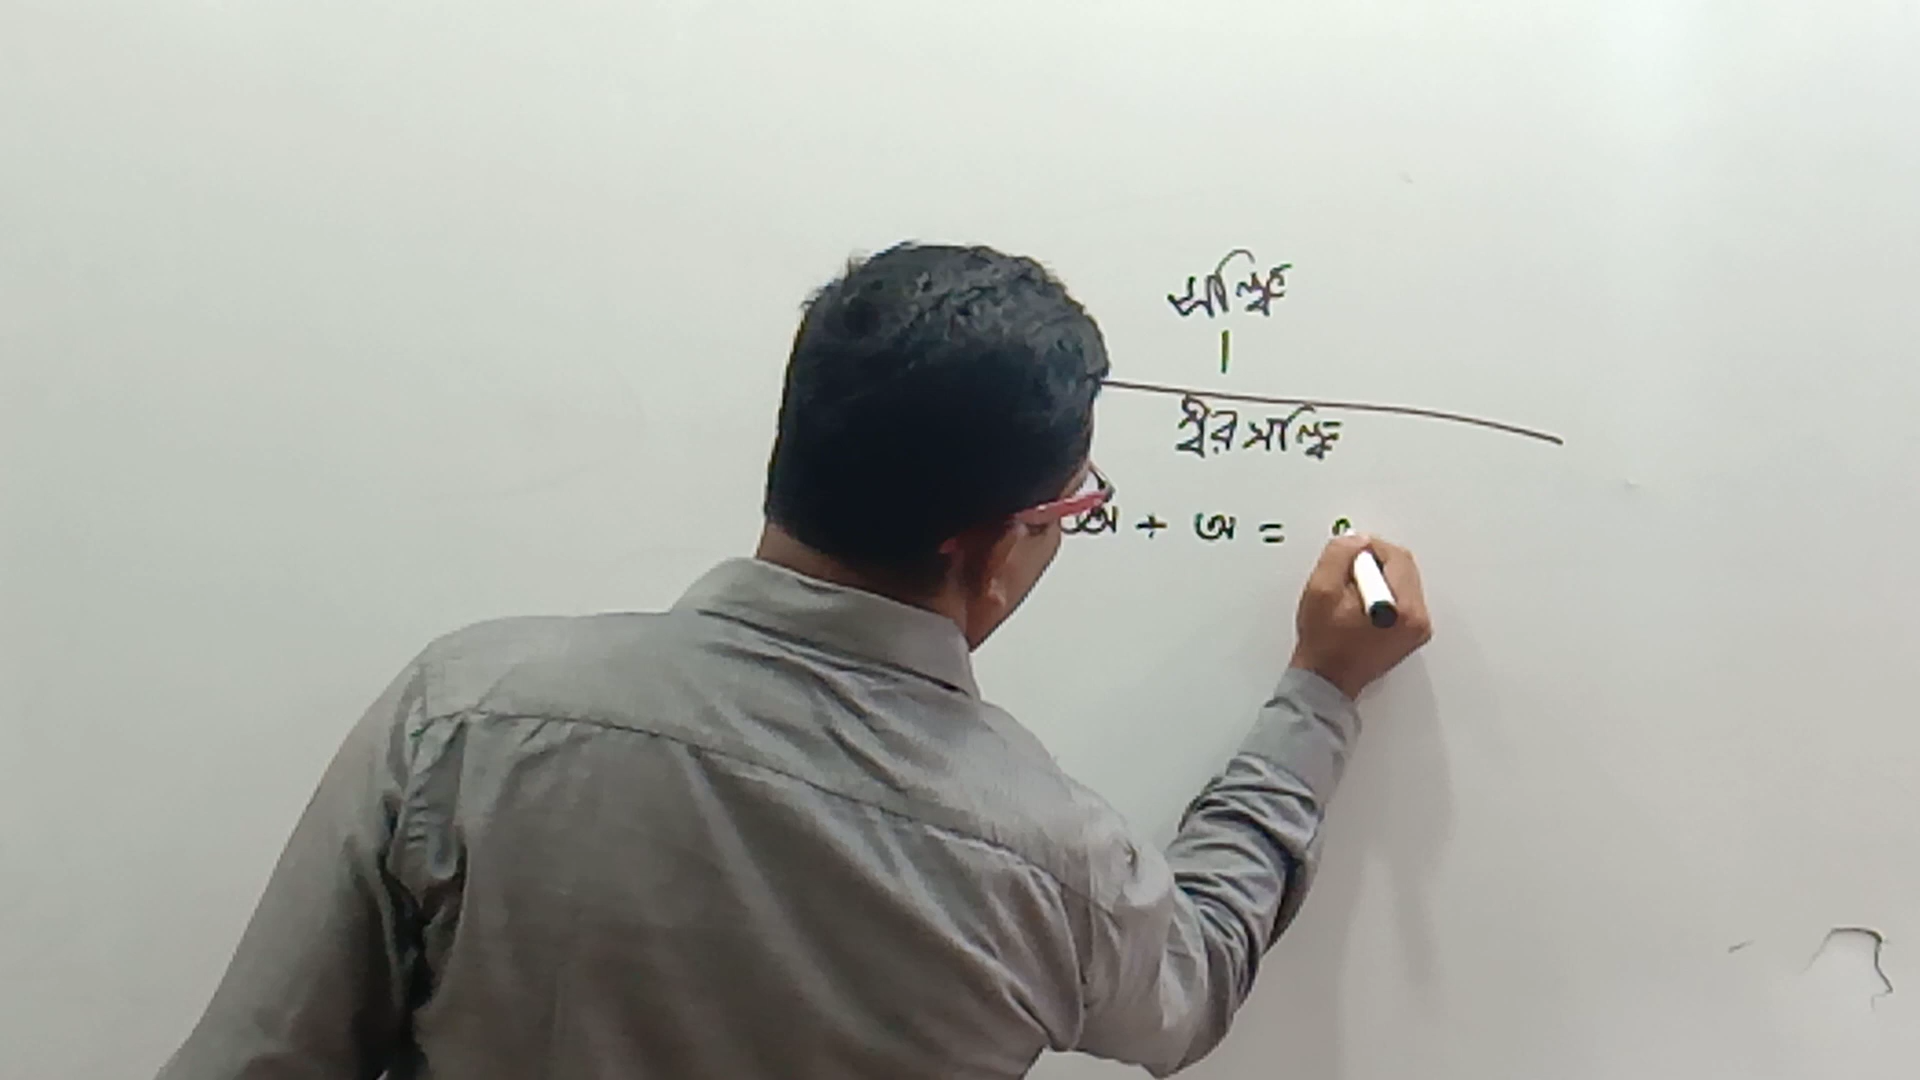 সন্ধি
স্বরসন্ধি
অ + অ =